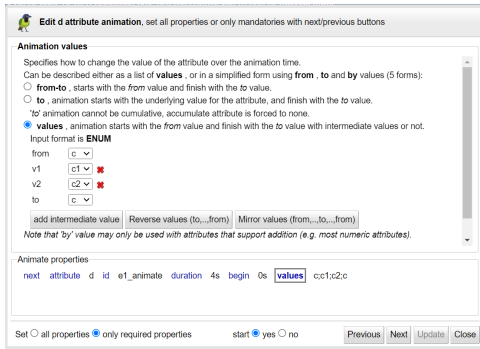 Edit d attribute animation, set all properties or only mandatories with next/previous buttons
Animation values
Specifies how to change the value of the attribute over the animation time.
Can be described either as a list of values , or in a simplified form using from , to and by values (5 forms):
from-to , starts with the from value and finish with the to value.
to , animation starts with the underlying value for the attribute, and finish with the to value.
'to' animation cannot be cumulative, accumulate attribute is forced to none.
values , animation starts with the from value and finish with the to value with intermediate values or not.
Input format is ENUM
from c
v1 c1
v2 c2
to c
add intermediate value Reverse values (to,..,from) Mirror values (from,..,to,..,from)
Note that 'by' value may only be used with attributes that support addition (e.g. most numeric attributes).
Animate properties
next attribute d id e1_animate duration 4s begin 0s values c;c1;c2;c
Set all properties only required properties start yes no Previous Next Update Close